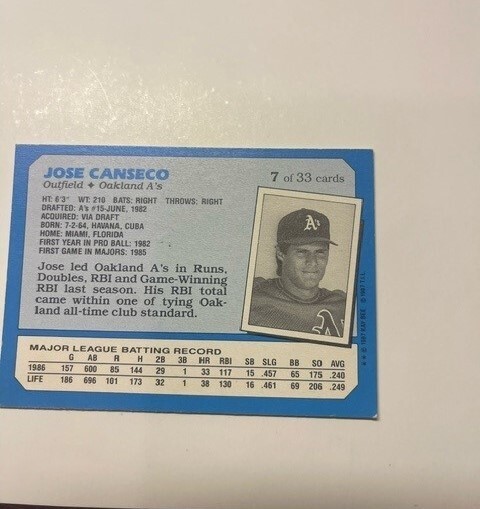 JOSE CANSECO
Outfield ✦ Oakland A's
7 of 33 cards
HT: 6'3" WT: 210 BATS: RIGHT THROWS: RIGHT
DRAFTED: A's #15-JUNE, 1982
ACQUIRED: VIA DRAFT
BORN: 7-2-64, HAVANA, CUBA
HOME: MIAMI, FLORIDA
FIRST YEAR IN PRO BALL: 1982
FIRST GAME IN MAJORS: 1985
Jose led Oakland A's in Runs,
Doubles, RBI and Game-Winning
RBI last season. His RBI total
came within one of tying Oak-
land all-time club standard.
A's
A
MAJOR LEAGUE BATTING RECORD
G AB R H 2B 3B HR RBI SB SLG BB SO AVG
1986 157 600 85 144 29 1 33 117 15 .457 65 175 .240
LIFE 186 696 101 173 32 1 38 130 16 .461 69 206 .249